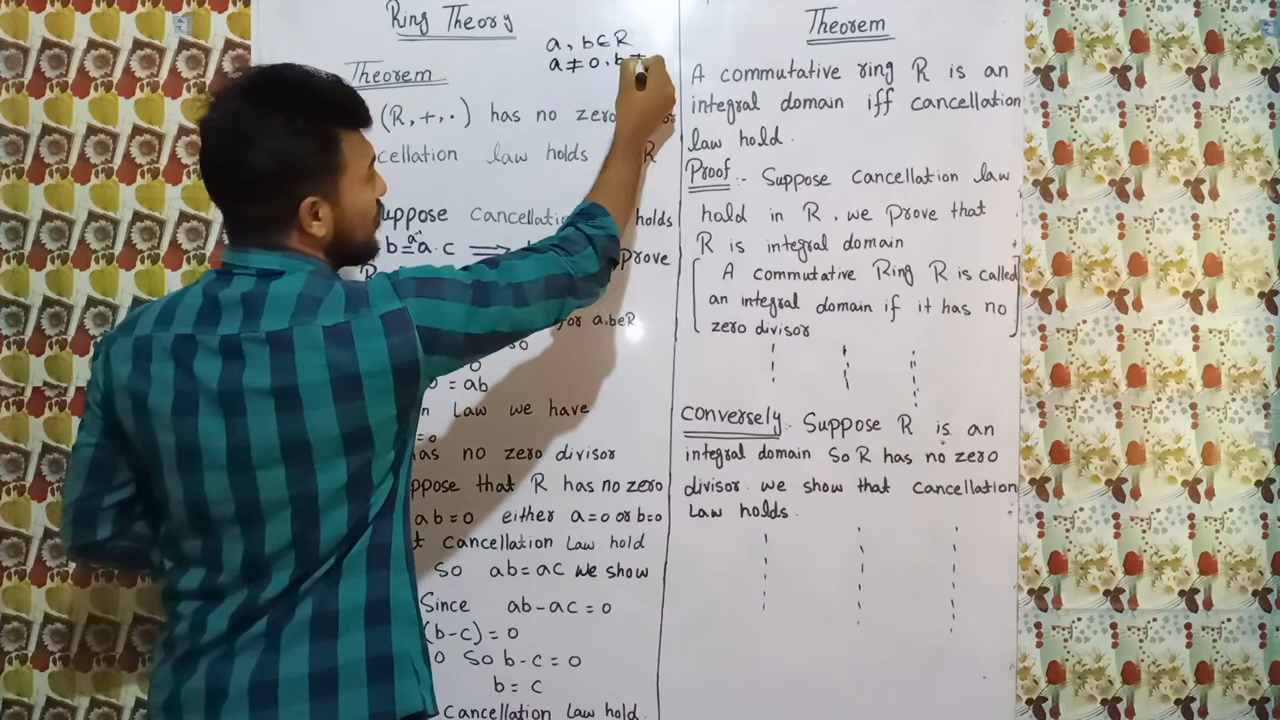 Ring Theory
a, b∈R
a≠0, b≠
Theorem
(R,+,·) has no zero
cellation law holds R
uppose Cancellatio holds
b=a·c ⟹
prove
R
for a,b∈R
so
0
0 = ab
n Law we have
=0
as no zero divisor
ppose that R has no zero
ab=0 either a=0 or b=0
t Cancellation Law hold
So ab=ac we show
Since ab-ac=0
(b-c)=0
0 So b-c=0
b=c
Cancellation Law hold.
Theorem
A commutative ring R is an
integral domain iff cancellation
law hold.
Proof:- Suppose Cancellation law
hold in R, we prove that
R is integral domain
[ A commutative Ring R is called
an integral domain if it has no
zero divisor ]
Conversely:- Suppose R is an
integral domain So R has no zero
divisor. we show that cancellation
Law holds.